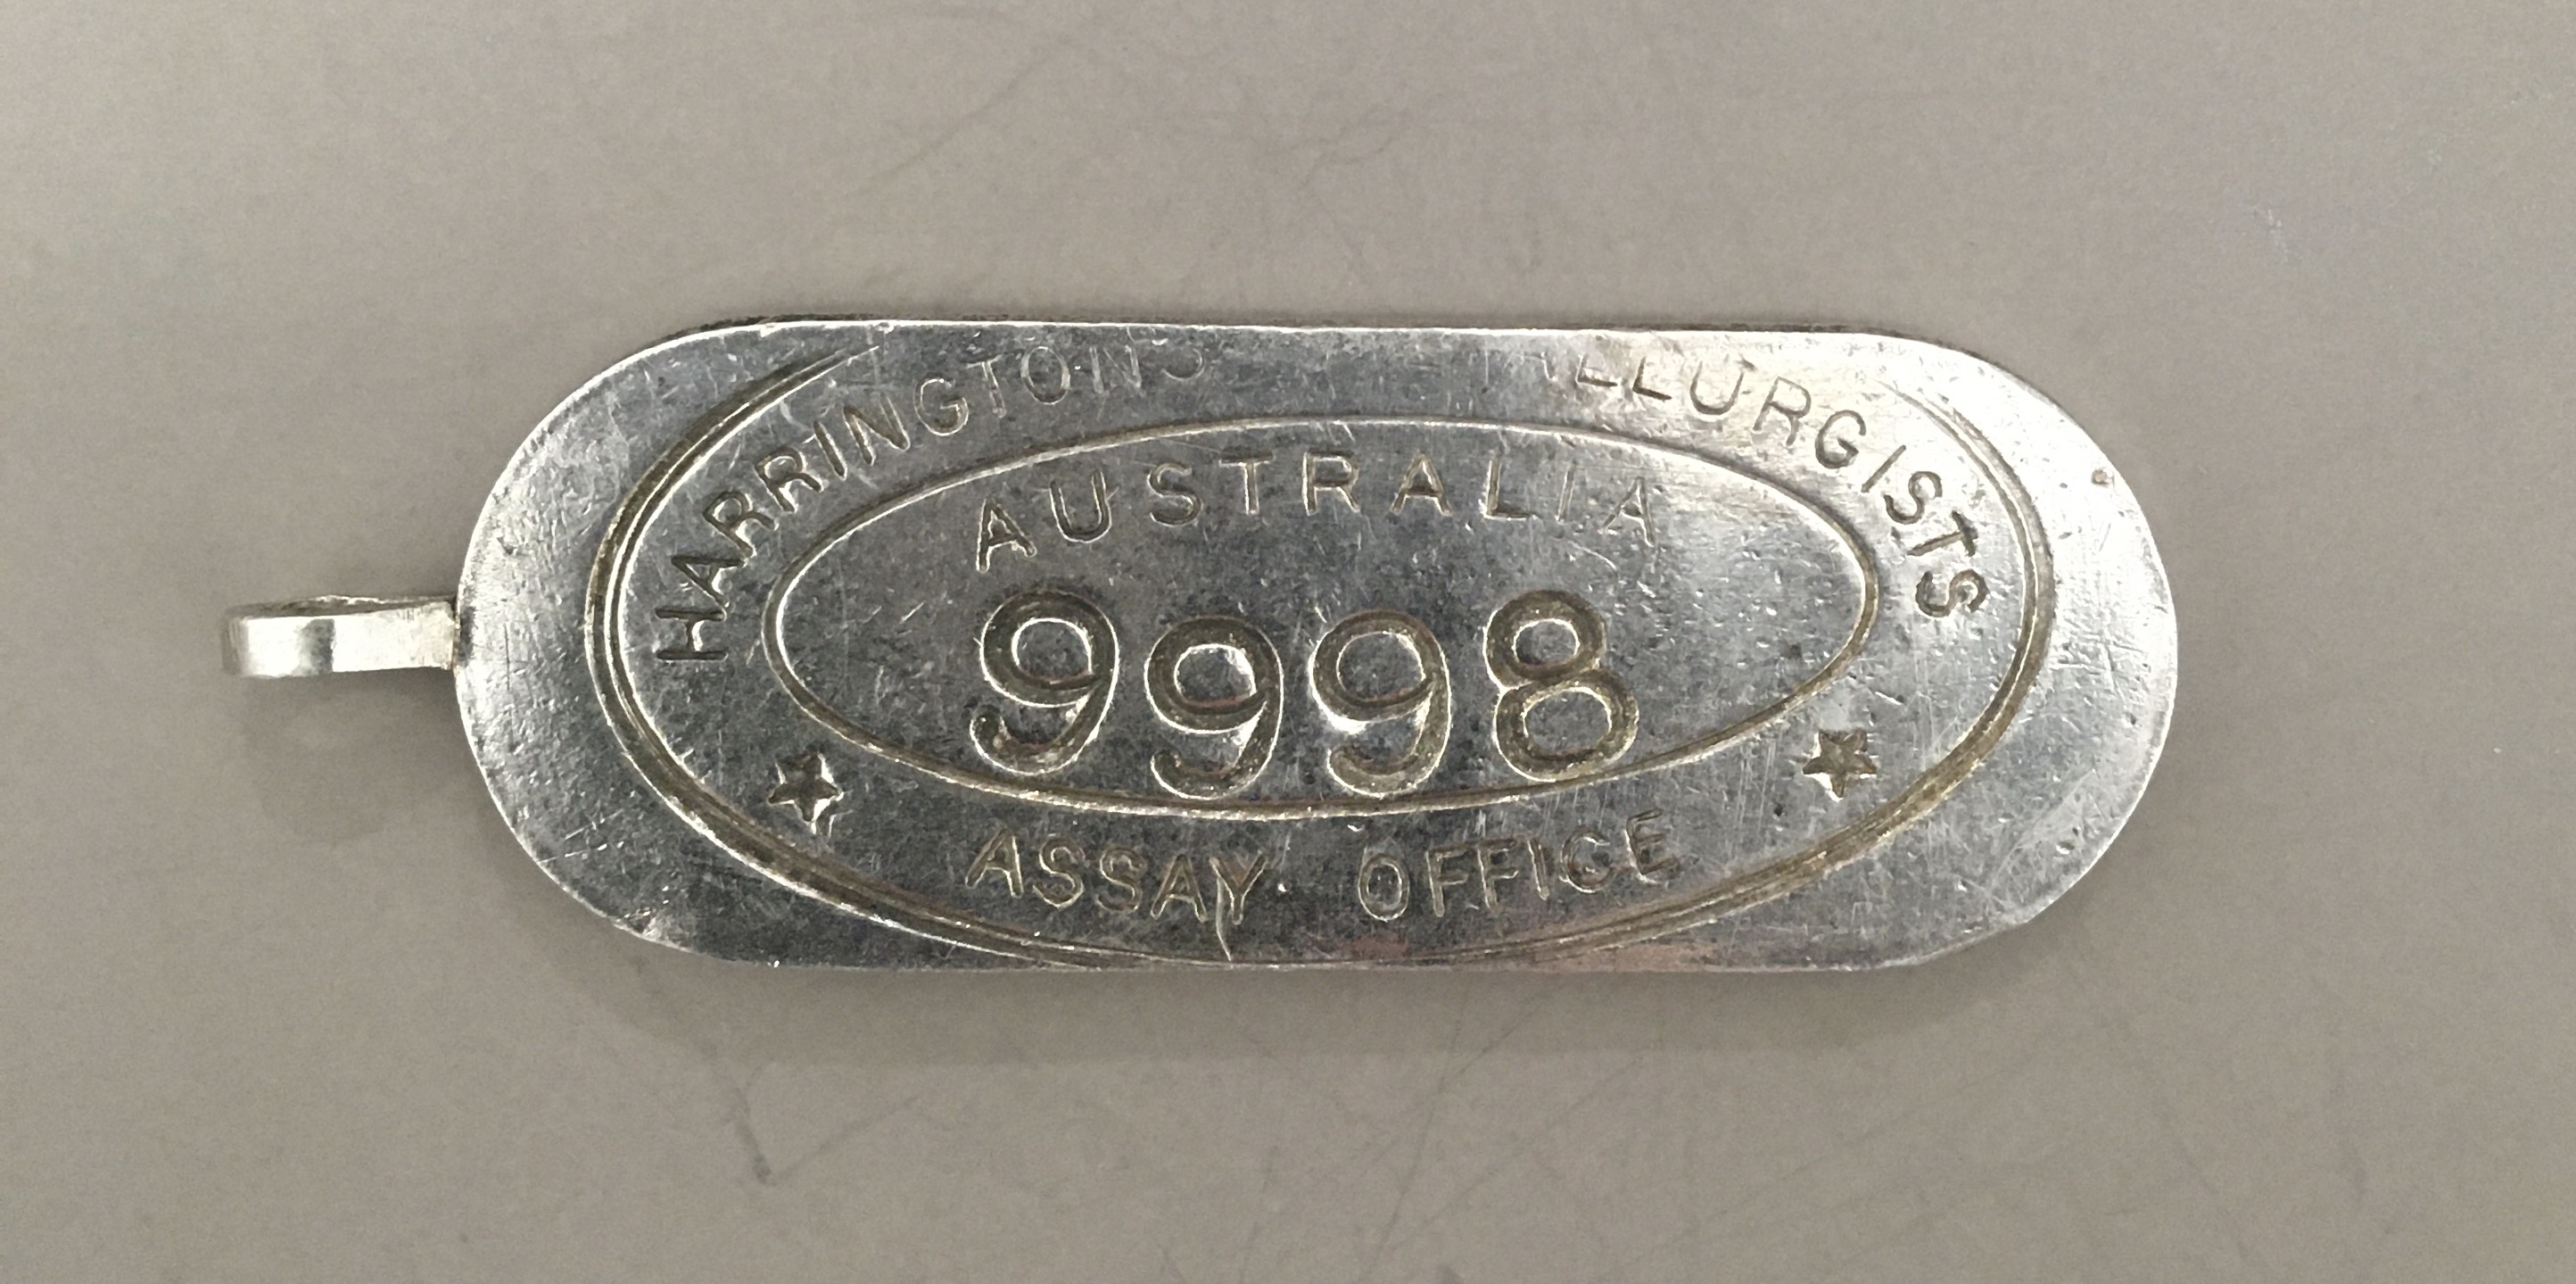 HARRINGTONS
AUSTRALIA
9998
ASSAY OFFICE